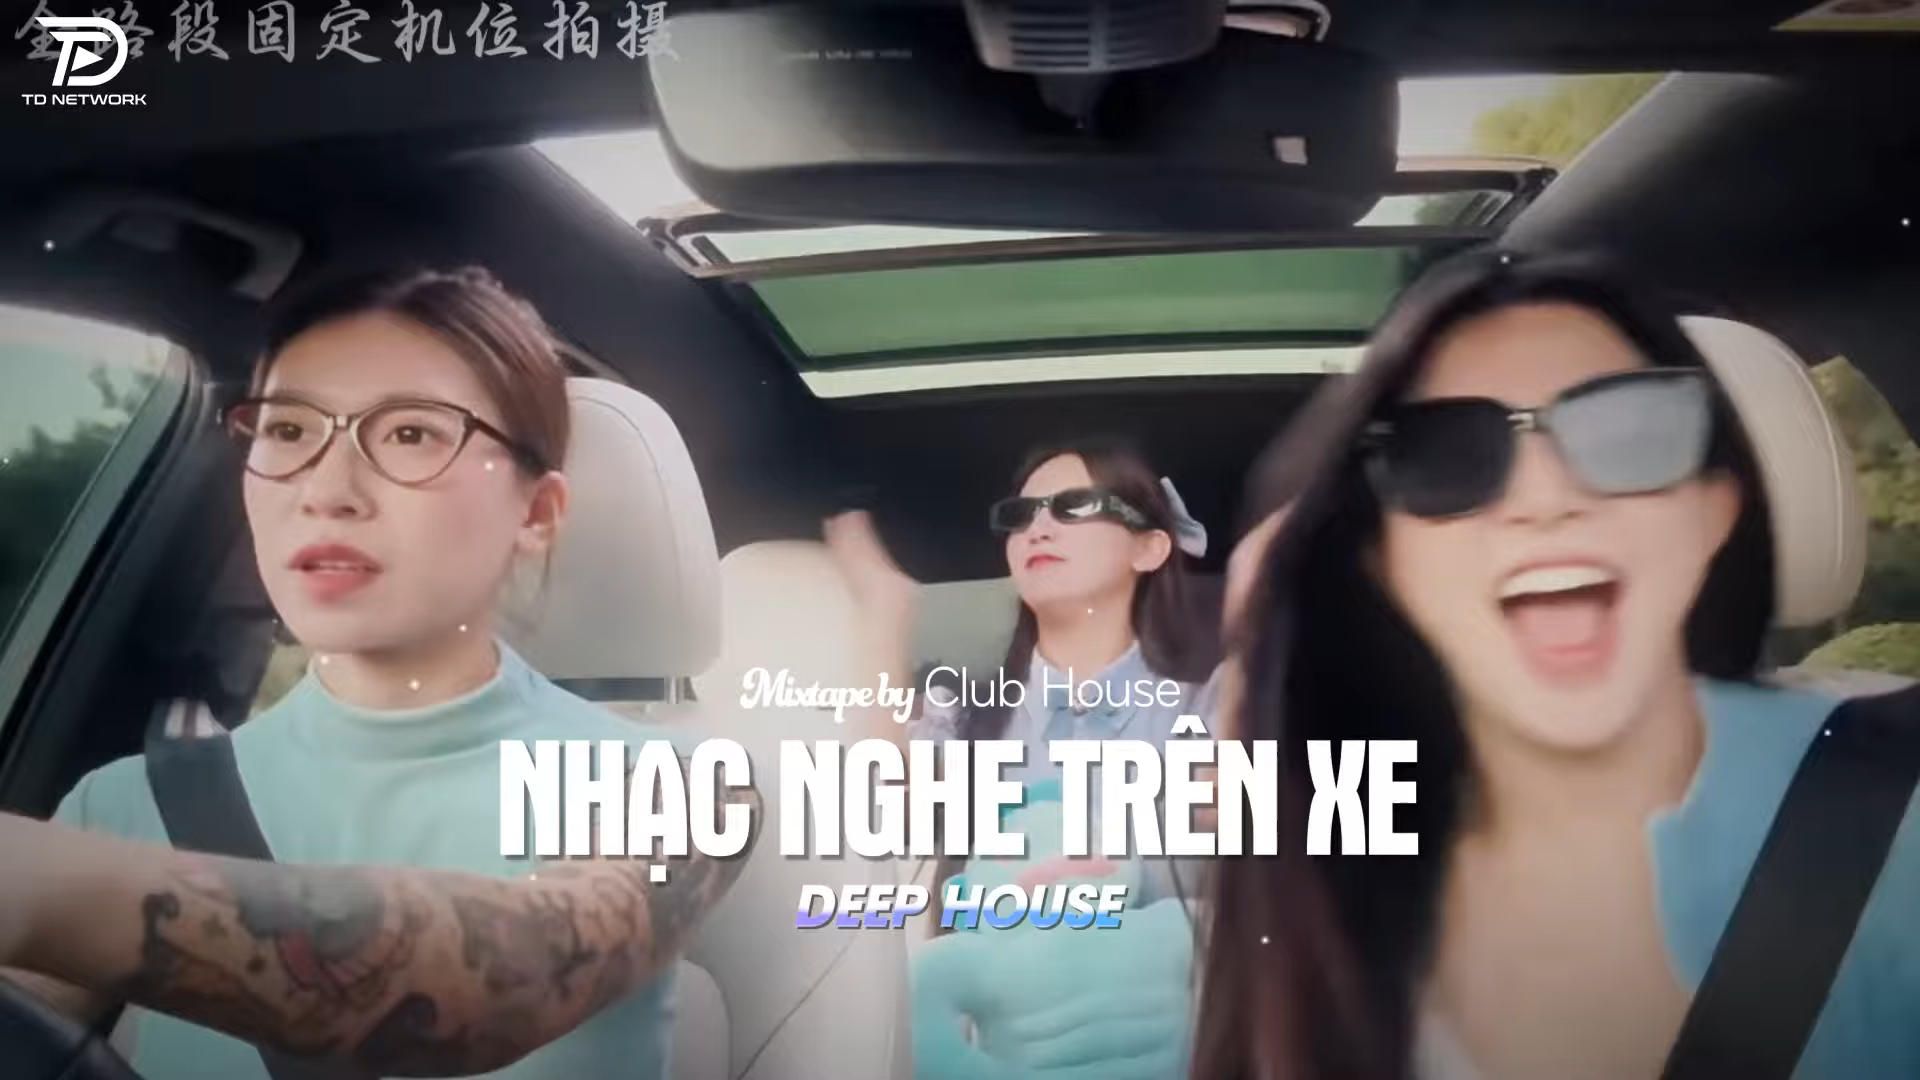 全路段固定机位拍摄
TD NETWORK
Mixtape by Club House
NHẠC NGHE TRÊN XE
DEEP HOUSE